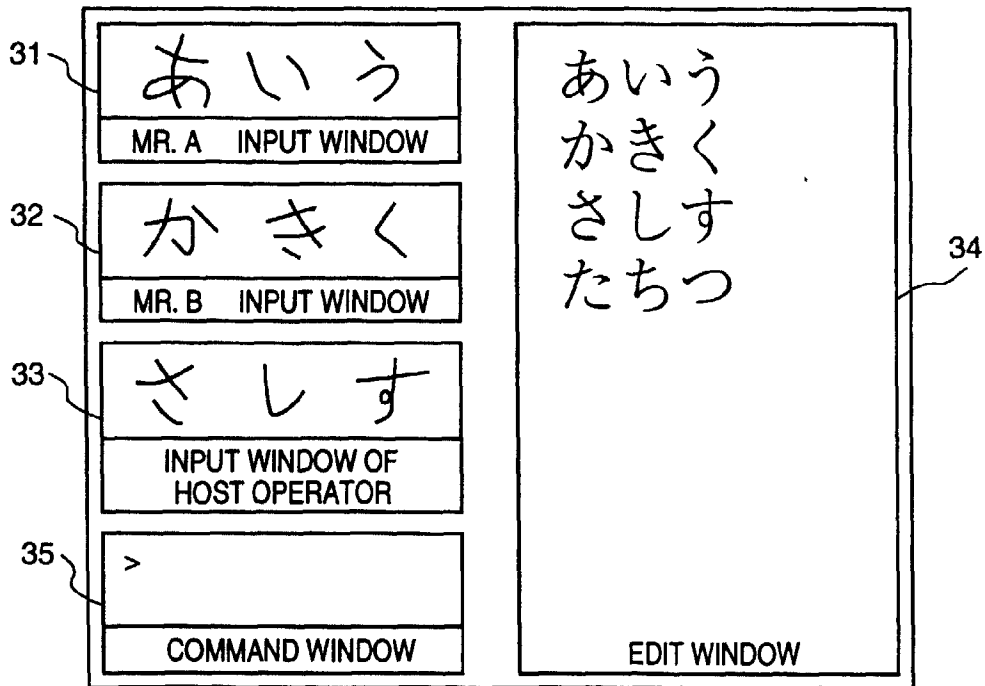 31
あいう
MR. A INPUT WINDOW
32
かきく
MR. B INPUT WINDOW
33
さしす
INPUT WINDOW OF
HOST OPERATOR
35
>
COMMAND WINDOW
あいう
かきく
さしす
たちつ
34
EDIT WINDOW